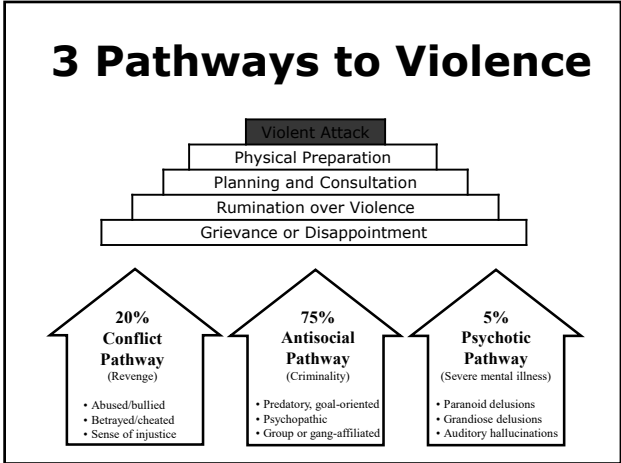 3 Pathways to Violence
Violent Attack
Physical Preparation
Planning and Consultation
Rumination over Violence
Grievance or Disappointment
20%
Conflict
Pathway
(Revenge)
• Abused/bullied
• Betrayed/cheated
• Sense of injustice
75%
Antisocial
Pathway
(Criminality)
• Predatory, goal-oriented
• Psychopathic
• Group or gang-affiliated
5%
Psychotic
Pathway
(Severe mental illness)
• Paranoid delusions
• Grandiose delusions
• Auditory hallucinations